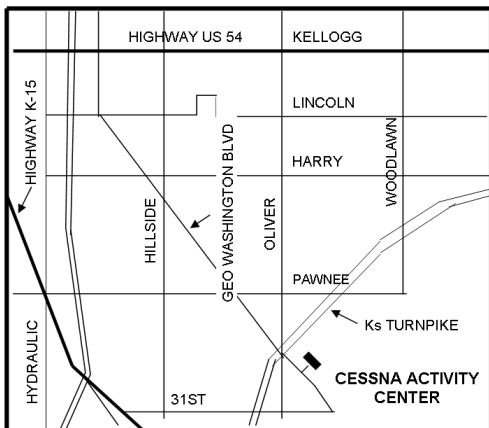 HIGHWAY US 54
KELLOGG
HIGHWAY K-15
LINCOLN
GEO WASHINGTON BLVD
HARRY
WOODLAWN
HILLSIDE
OLIVER
PAWNEE
Ks TURNPIKE
HYDRAULIC
CESSNA ACTIVITY
CENTER
31ST